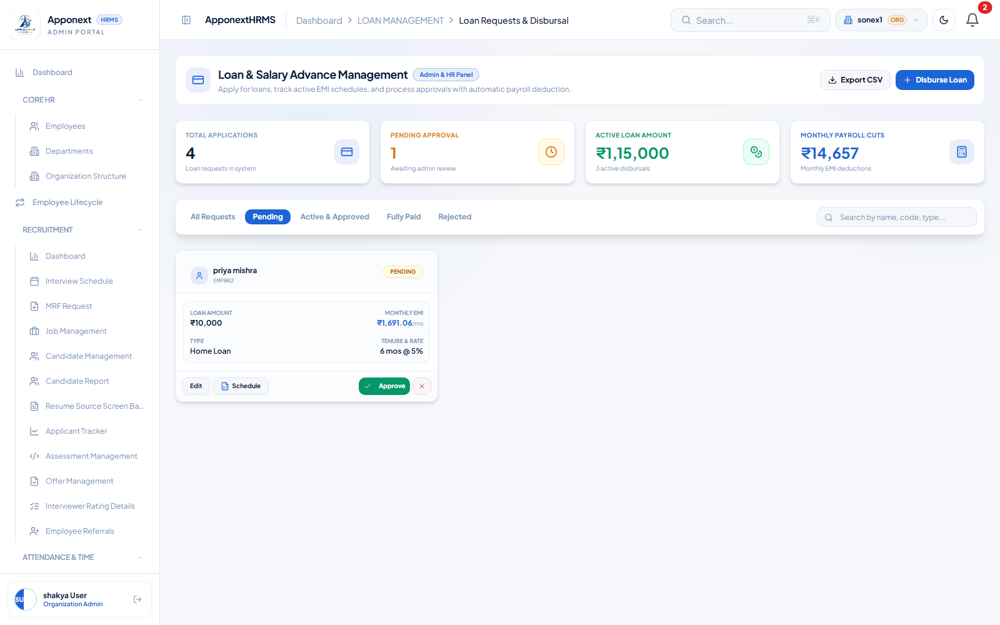 Apponext HRMS
ADMIN PORTAL
Dashboard
CORE HR
Employees
Departments
Organization Structure
Employee Lifecycle
RECRUITMENT
Dashboard
Interview Schedule
MRF Request
Job Management
Candidate Management
Candidate Report
Resume Source Screen Ba...
Applicant Tracker
Assessment Management
Offer Management
Interviewer Rating Details
Employee Referrals
ATTENDANCE & TIME
SU
shakya User
Organization Admin
ApponextHRMS
Dashboard > LOAN MANAGEMENT > Loan Requests & Disbursal
Search... ⌘K
sonex1 ORG
2
Loan & Salary Advance Management Admin & HR Panel
Apply for loans, track active EMI schedules, and process approvals with automatic payroll deduction.
Export CSV
Disburse Loan
TOTAL APPLICATIONS
4
Loan requests in system
PENDING APPROVAL
1
Awaiting admin review
ACTIVE LOAN AMOUNT
₹1,15,000
3 active disbursals
MONTHLY PAYROLL CUTS
₹14,657
Monthly EMI deductions
All Requests Pending Active & Approved Fully Paid Rejected
Search by name, code, type...
priya mishra
EMP002
PENDING
LOAN AMOUNT MONTHLY EMI
₹10,000 ₹1,691.06/mo
TYPE TENURE & RATE
Home Loan 6 mos @ 5%
Edit Schedule Approve